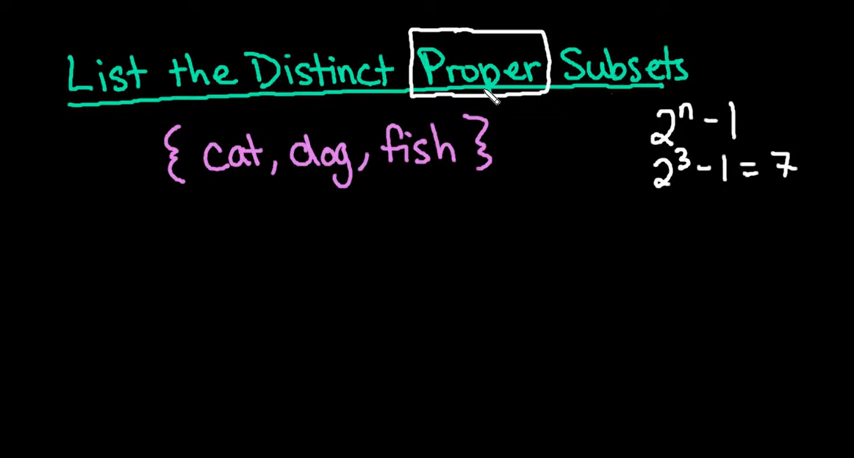 List the Distinct Proper Subsets
{ cat, dog, fish }
2ⁿ - 1
2³ - 1 = 7